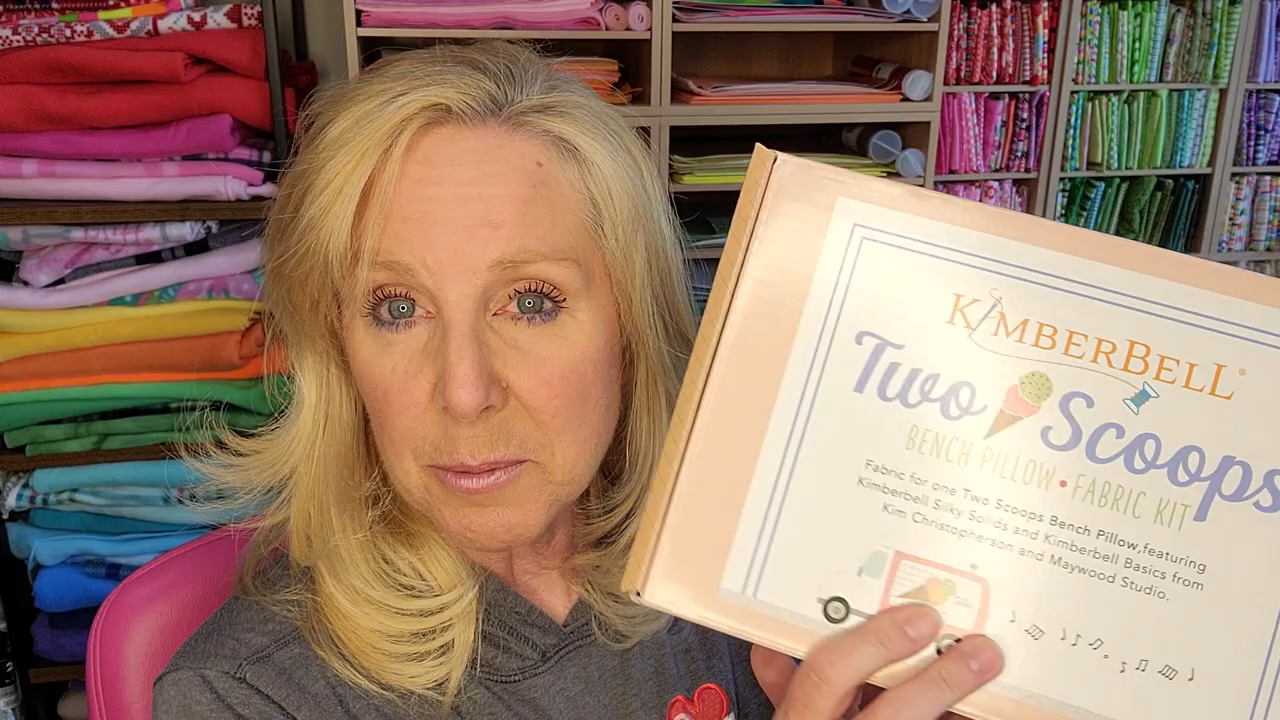 KIMBERBELL®
Two Scoops
BENCH PILLOW • FABRIC KIT
Fabric for one Two Scoops Bench Pillow, featuring
Kimberbell Silky Solids and Kimberbell Basics from
Kim Christopherson and Maywood Studio.